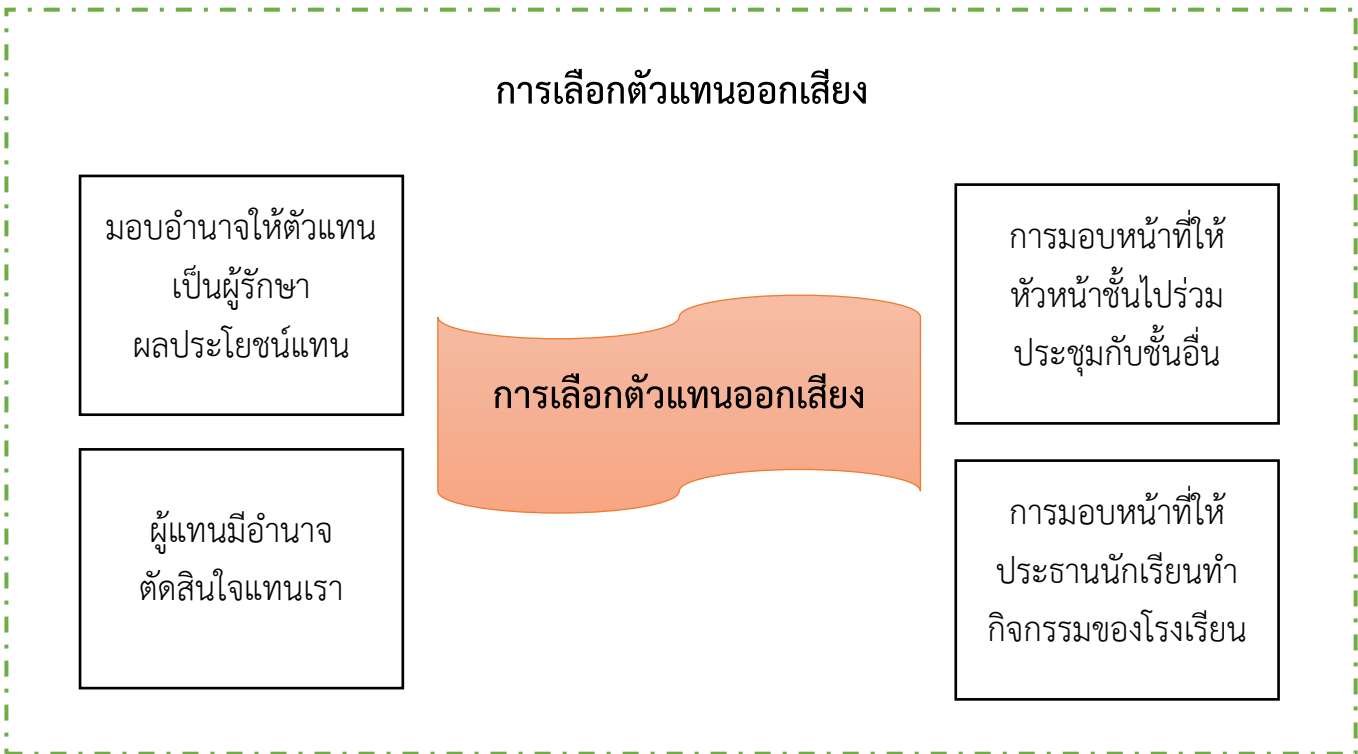 การเลือกตัวแทนออกเสียง
มอบอำนาจให้ตัวแทน
เป็นผู้รักษา
ผลประโยชน์แทน
ผู้แทนมีอำนาจ
ตัดสินใจแทนเรา
การเลือกตัวแทนออกเสียง
การมอบหน้าที่ให้
หัวหน้าชั้นไปร่วม
ประชุมกับชั้นอื่น
การมอบหน้าที่ให้
ประธานนักเรียนทำ
กิจกรรมของโรงเรียน